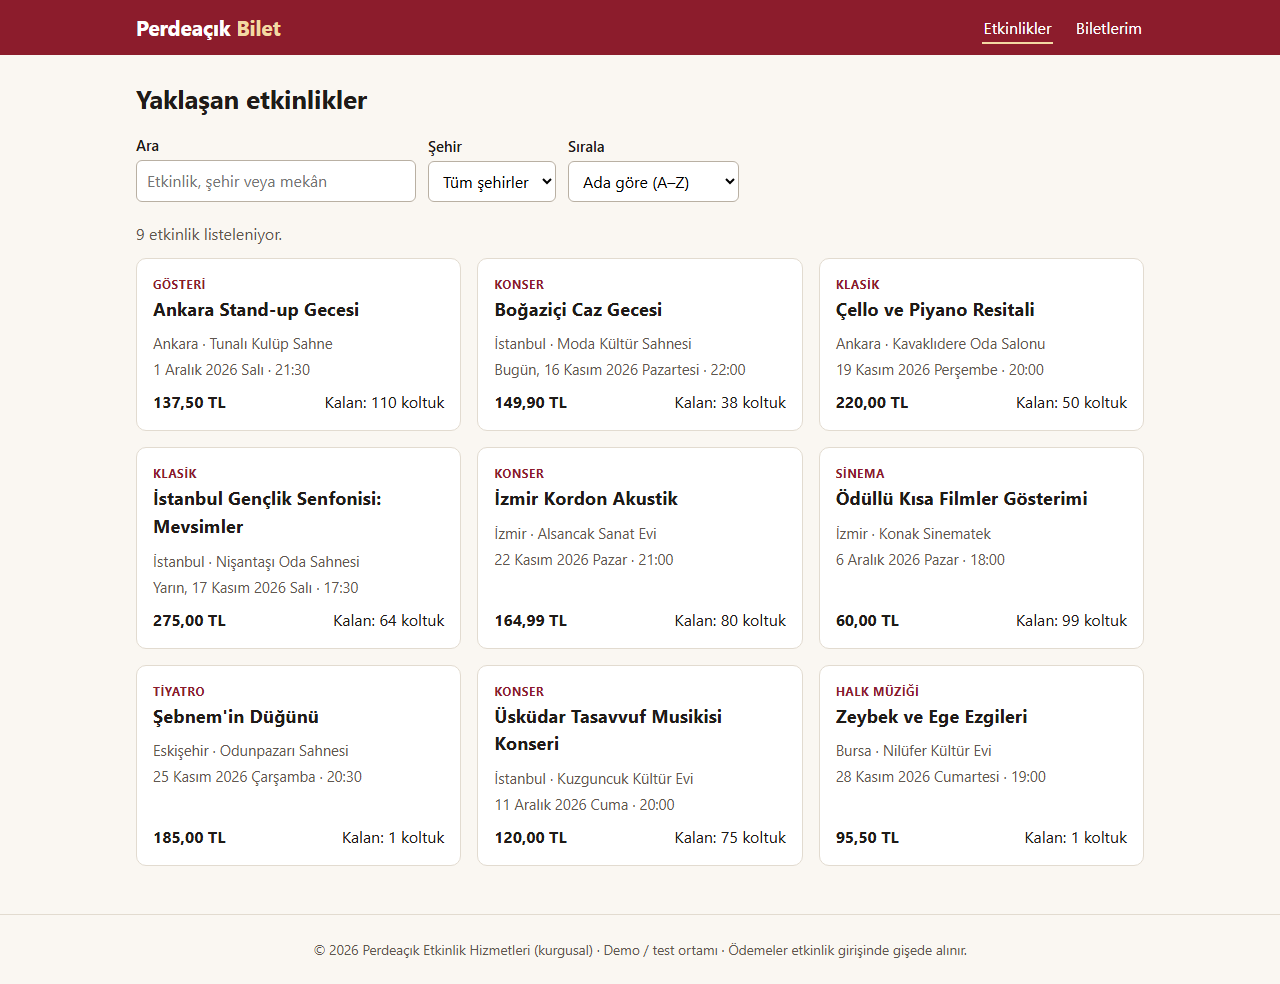 Perdeaçık Bilet
Etkinlikler
Biletlerim
Yaklaşan etkinlikler
Ara
Şehir
Sırala
Etkinlik, şehir veya mekân
Tüm şehirler
Ada göre (A–Z)
9 etkinlik listeleniyor.
GÖSTERİ
Ankara Stand-up Gecesi
Ankara · Tunalı Kulüp Sahne
1 Aralık 2026 Salı · 21:30
137,50 TL
Kalan: 110 koltuk
KONSER
Boğaziçi Caz Gecesi
İstanbul · Moda Kültür Sahnesi
Bugün, 16 Kasım 2026 Pazartesi · 22:00
149,90 TL
Kalan: 38 koltuk
KLASİK
Çello ve Piyano Resitali
Ankara · Kavaklıdere Oda Salonu
19 Kasım 2026 Perşembe · 20:00
220,00 TL
Kalan: 50 koltuk
KLASİK
İstanbul Gençlik Senfonisi:
Mevsimler
İstanbul · Nişantaşı Oda Sahnesi
Yarın, 17 Kasım 2026 Salı · 17:30
275,00 TL
Kalan: 64 koltuk
KONSER
İzmir Kordon Akustik
İzmir · Alsancak Sanat Evi
22 Kasım 2026 Pazar · 21:00
164,99 TL
Kalan: 80 koltuk
SİNEMA
Ödüllü Kısa Filmler Gösterimi
İzmir · Konak Sinematek
6 Aralık 2026 Pazar · 18:00
60,00 TL
Kalan: 99 koltuk
TİYATRO
Şebnem'in Düğünü
Eskişehir · Odunpazarı Sahnesi
25 Kasım 2026 Çarşamba · 20:30
185,00 TL
Kalan: 1 koltuk
KONSER
Üsküdar Tasavvuf Musikisi
Konseri
İstanbul · Kuzguncuk Kültür Evi
11 Aralık 2026 Cuma · 20:00
120,00 TL
Kalan: 75 koltuk
HALK MÜZİĞİ
Zeybek ve Ege Ezgileri
Bursa · Nilüfer Kültür Evi
28 Kasım 2026 Cumartesi · 19:00
95,50 TL
Kalan: 1 koltuk
© 2026 Perdeaçık Etkinlik Hizmetleri (kurgusal) · Demo / test ortamı · Ödemeler etkinlik girişinde gişede alınır.